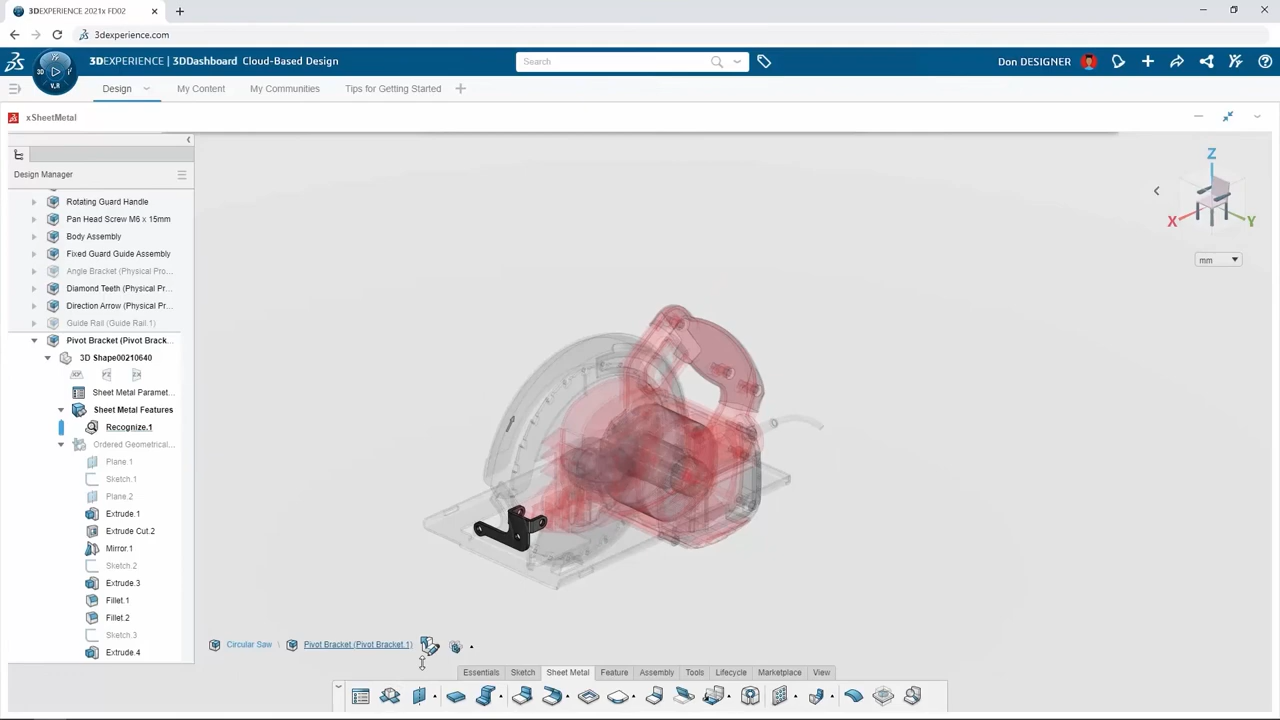 3DEXPERIENCE 2021x FD02
3dexperience.com
3DEXPERIENCE | 3DDashboard Cloud-Based Design
Search
Don DESIGNER
3D
V.R
Design
My Content
My Communities
Tips for Getting Started
xSheetMetal
Design Manager
Rotating Guard Handle
Pan Head Screw M6 x 15mm
Body Assembly
Fixed Guard Guide Assembly
Angle Bracket (Physical Pro...
Diamond Teeth (Physical Pr...
Direction Arrow (Physical Pr...
Guide Rail (Guide Rail.1)
Pivot Bracket (Pivot Brack...
3D Shape00210640
XY YZ ZX
Sheet Metal Paramet...
Sheet Metal Features
Recognize.1
Ordered Geometrical...
Plane.1
Sketch.1
Plane.2
Extrude.1
Extrude Cut.2
Mirror.1
Sketch.2
Extrude.3
Fillet.1
Fillet.2
Sketch.3
Extrude.4
Z
X
Y
mm
Circular Saw \ Pivot Bracket (Pivot Bracket.1)
Essentials Sketch Sheet Metal Feature Assembly Tools Lifecycle Marketplace View